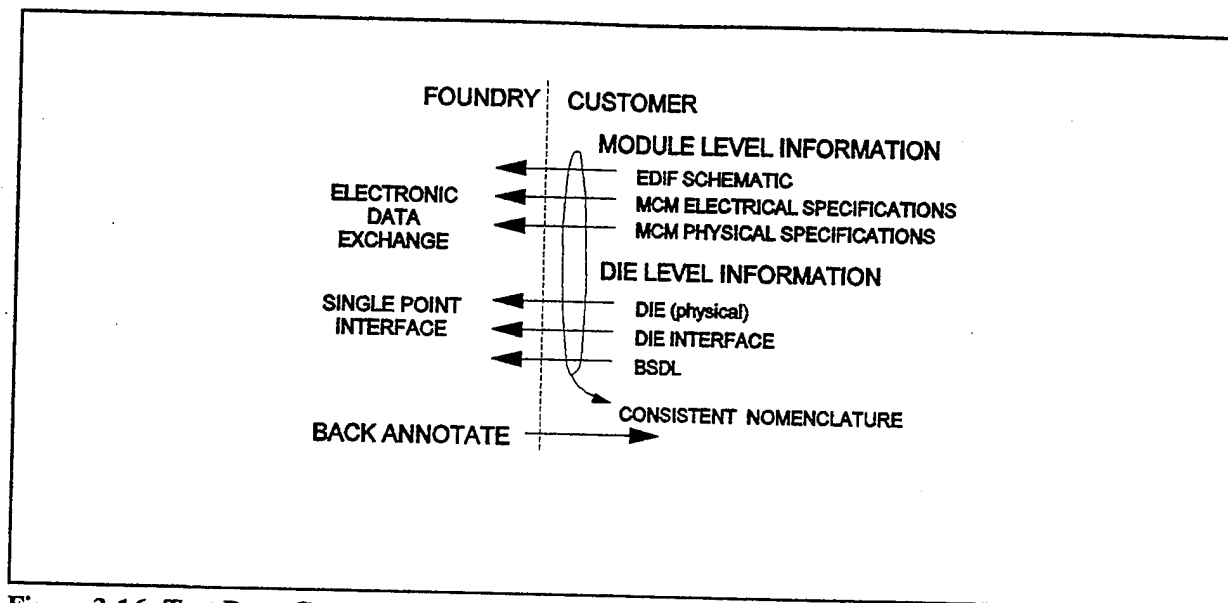 FOUNDRY CUSTOMER
MODULE LEVEL INFORMATION
EDIF SCHEMATIC
MCM ELECTRICAL SPECIFICATIONS
MCM PHYSICAL SPECIFICATIONS
ELECTRONIC
DATA
EXCHANGE
DIE LEVEL INFORMATION
DIE (physical)
DIE INTERFACE
BSDL
SINGLE POINT
INTERFACE
CONSISTENT NOMENCLATURE
BACK ANNOTATE